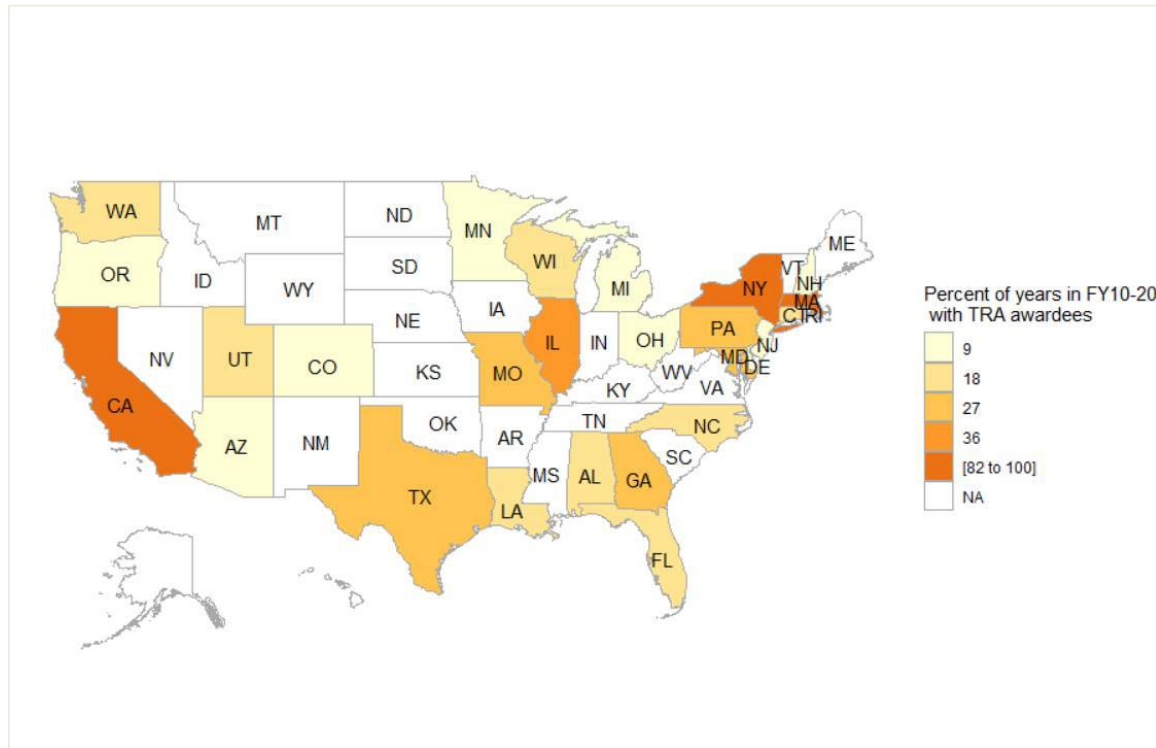 WA
MT
ND
MN
ME
OR
ID
SD
WI
VT
NH
WY
MI
NY
MA
CT
RI
IA
NE
PA
NJ
NV
UT
CO
IL
IN
OH
MD
DE
CA
KS
MO
WV
VA
KY
AZ
NM
OK
AR
TN
NC
SC
MS
AL
GA
TX
LA
FL
Percent of years in FY10-20
with TRA awardees
9
18
27
36
[82 to 100]
NA